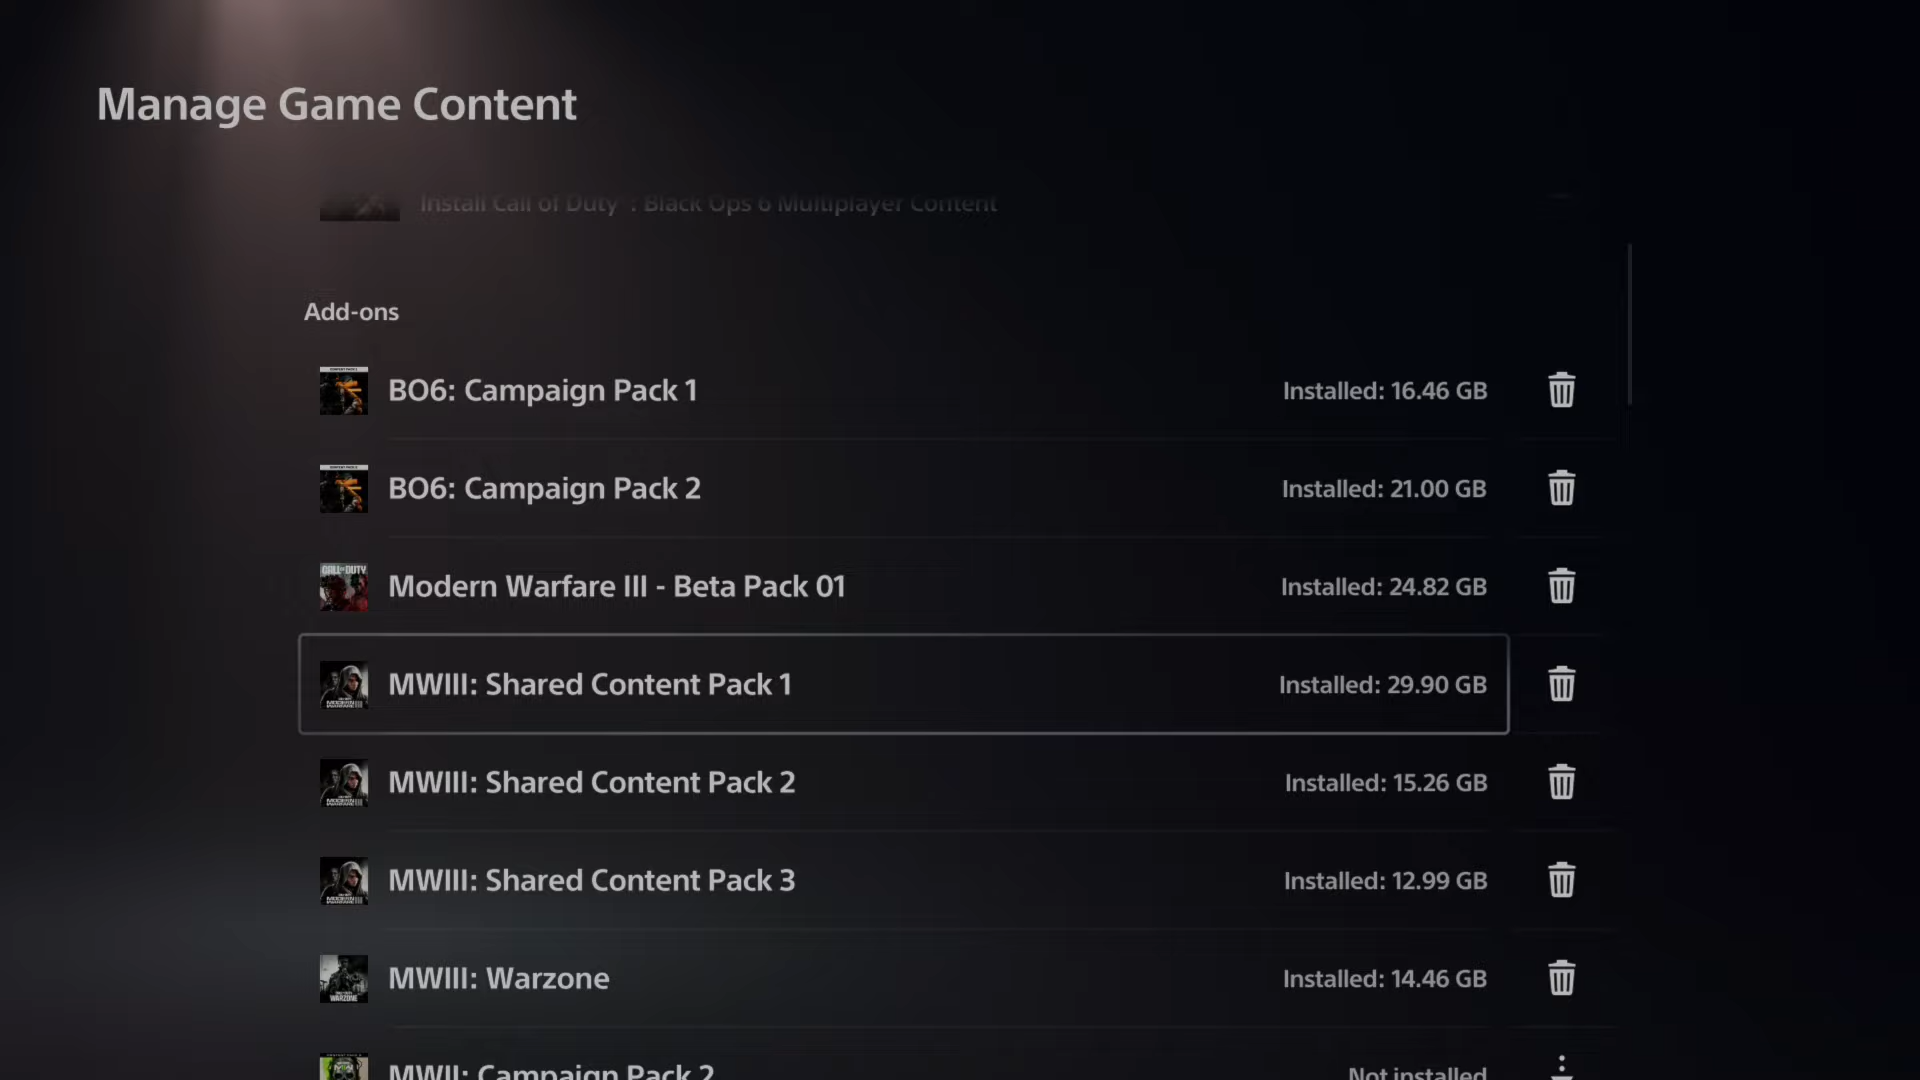 Manage Game Content
Install Call of Duty : Black Ops 6 Multiplayer Content
Add-ons
BO6: Campaign Pack 1 Installed: 16.46 GB
BO6: Campaign Pack 2 Installed: 21.00 GB
CALL OF DUTY
Modern Warfare III - Beta Pack 01 Installed: 24.82 GB
MWIII: Shared Content Pack 1 Installed: 29.90 GB
MWIII: Shared Content Pack 2 Installed: 15.26 GB
MWIII: Shared Content Pack 3 Installed: 12.99 GB
MWIII: Warzone Installed: 14.46 GB
WARZONE
MWII: Campaign Pack 2 Not installed